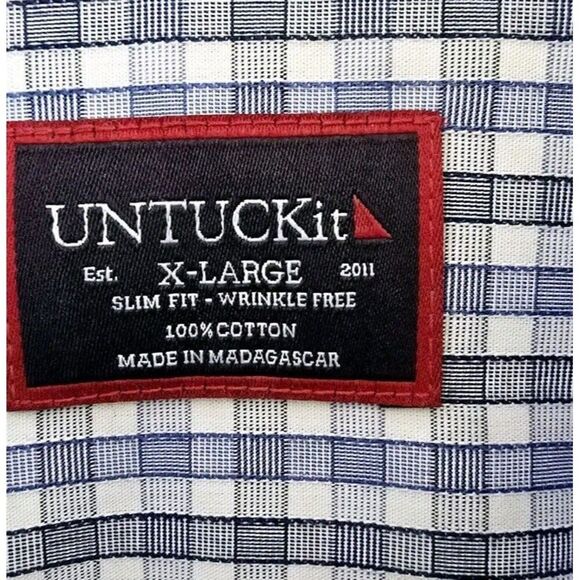 UNTUCKit
Est. X-LARGE 2011
SLIM FIT - WRINKLE FREE
100% COTTON
MADE IN MADAGASCAR